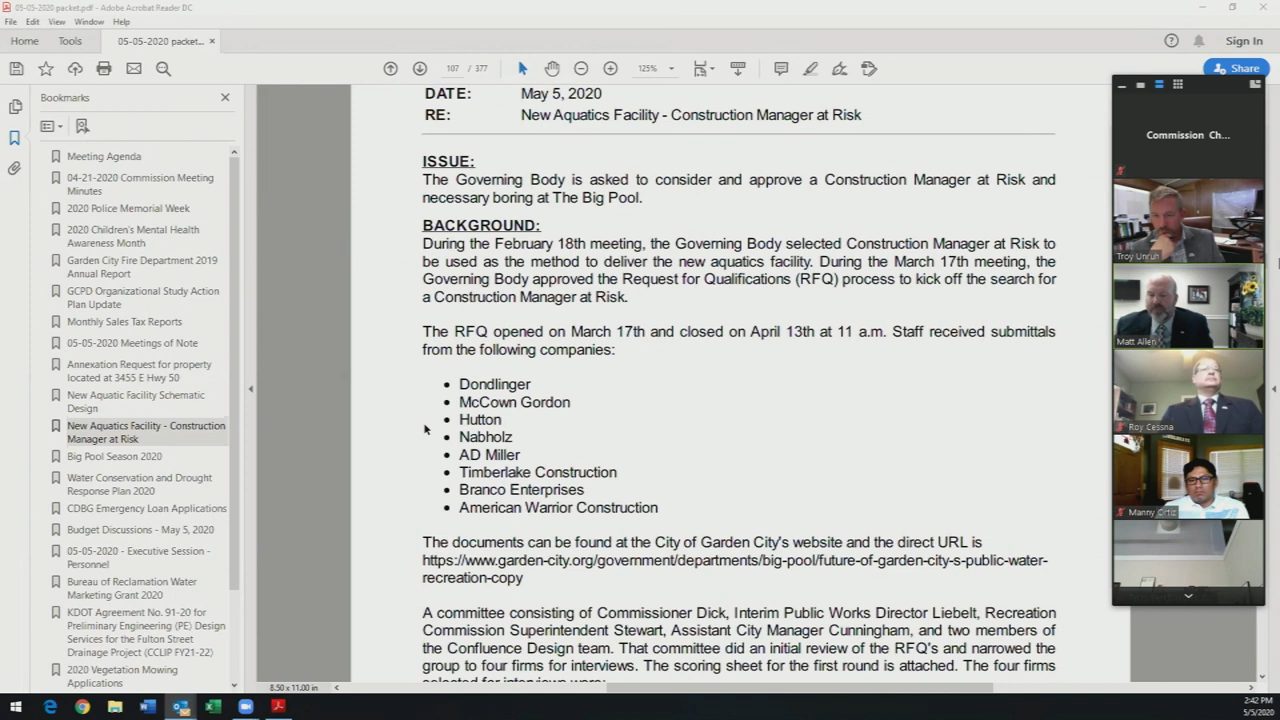 05-05-2020 packet.pdf - Adobe Acrobat Reader DC
File Edit View Window Help
Home Tools 05-05-2020 packet... × Sign In
107 / 377 125% Share
Bookmarks
Meeting Agenda
04-21-2020 Commission Meeting
Minutes
2020 Police Memorial Week
2020 Children's Mental Health
Awareness Month
Garden City Fire Department 2019
Annual Report
GCPD Organizational Study Action
Plan Update
Monthly Sales Tax Reports
05-05-2020 Meetings of Note
Annexation Request for property
located at 3455 E Hwy 50
New Aquatic Facility Schematic
Design
New Aquatics Facility - Construction
Manager at Risk
Big Pool Season 2020
Water Conservation and Drought
Response Plan 2020
CDBG Emergency Loan Applications
Budget Discussions - May 5, 2020
05-05-2020 - Executive Session -
Personnel
Bureau of Reclamation Water
Marketing Grant 2020
KDOT Agreement No. 91-20 for
Preliminary Engineering (PE) Design
Services for the Fulton Street
Drainage Project (CCLIP FY21-22)
2020 Vegetation Mowing
Applications
DATE: May 5, 2020
RE: New Aquatics Facility - Construction Manager at Risk
ISSUE:
The Governing Body is asked to consider and approve a Construction Manager at Risk and
necessary boring at The Big Pool.
BACKGROUND:
During the February 18th meeting, the Governing Body selected Construction Manager at Risk to
be used as the method to deliver the new aquatics facility. During the March 17th meeting, the
Governing Body approved the Request for Qualifications (RFQ) process to kick off the search for
a Construction Manager at Risk.
The RFQ opened on March 17th and closed on April 13th at 11 a.m. Staff received submittals
from the following companies:
• Dondlinger
• McCown Gordon
• Hutton
• Nabholz
• AD Miller
• Timberlake Construction
• Branco Enterprises
• American Warrior Construction
The documents can be found at the City of Garden City's website and the direct URL is
https://www.garden-city.org/government/departments/big-pool/future-of-garden-city-s-public-water-
recreation-copy
A committee consisting of Commissioner Dick, Interim Public Works Director Liebelt, Recreation
Commission Superintendent Stewart, Assistant City Manager Cunningham, and two members of
the Confluence Design team. That committee did an initial review of the RFQ's and narrowed the
group to four firms for interviews. The scoring sheet for the first round is attached. The four firms
selected for interviews were:
8.50 x 11.00 in
Commission Ch...
Troy Unruh
Matt Allen
Roy Cessna
Manny Ortiz
2:42 PM
5/5/2020